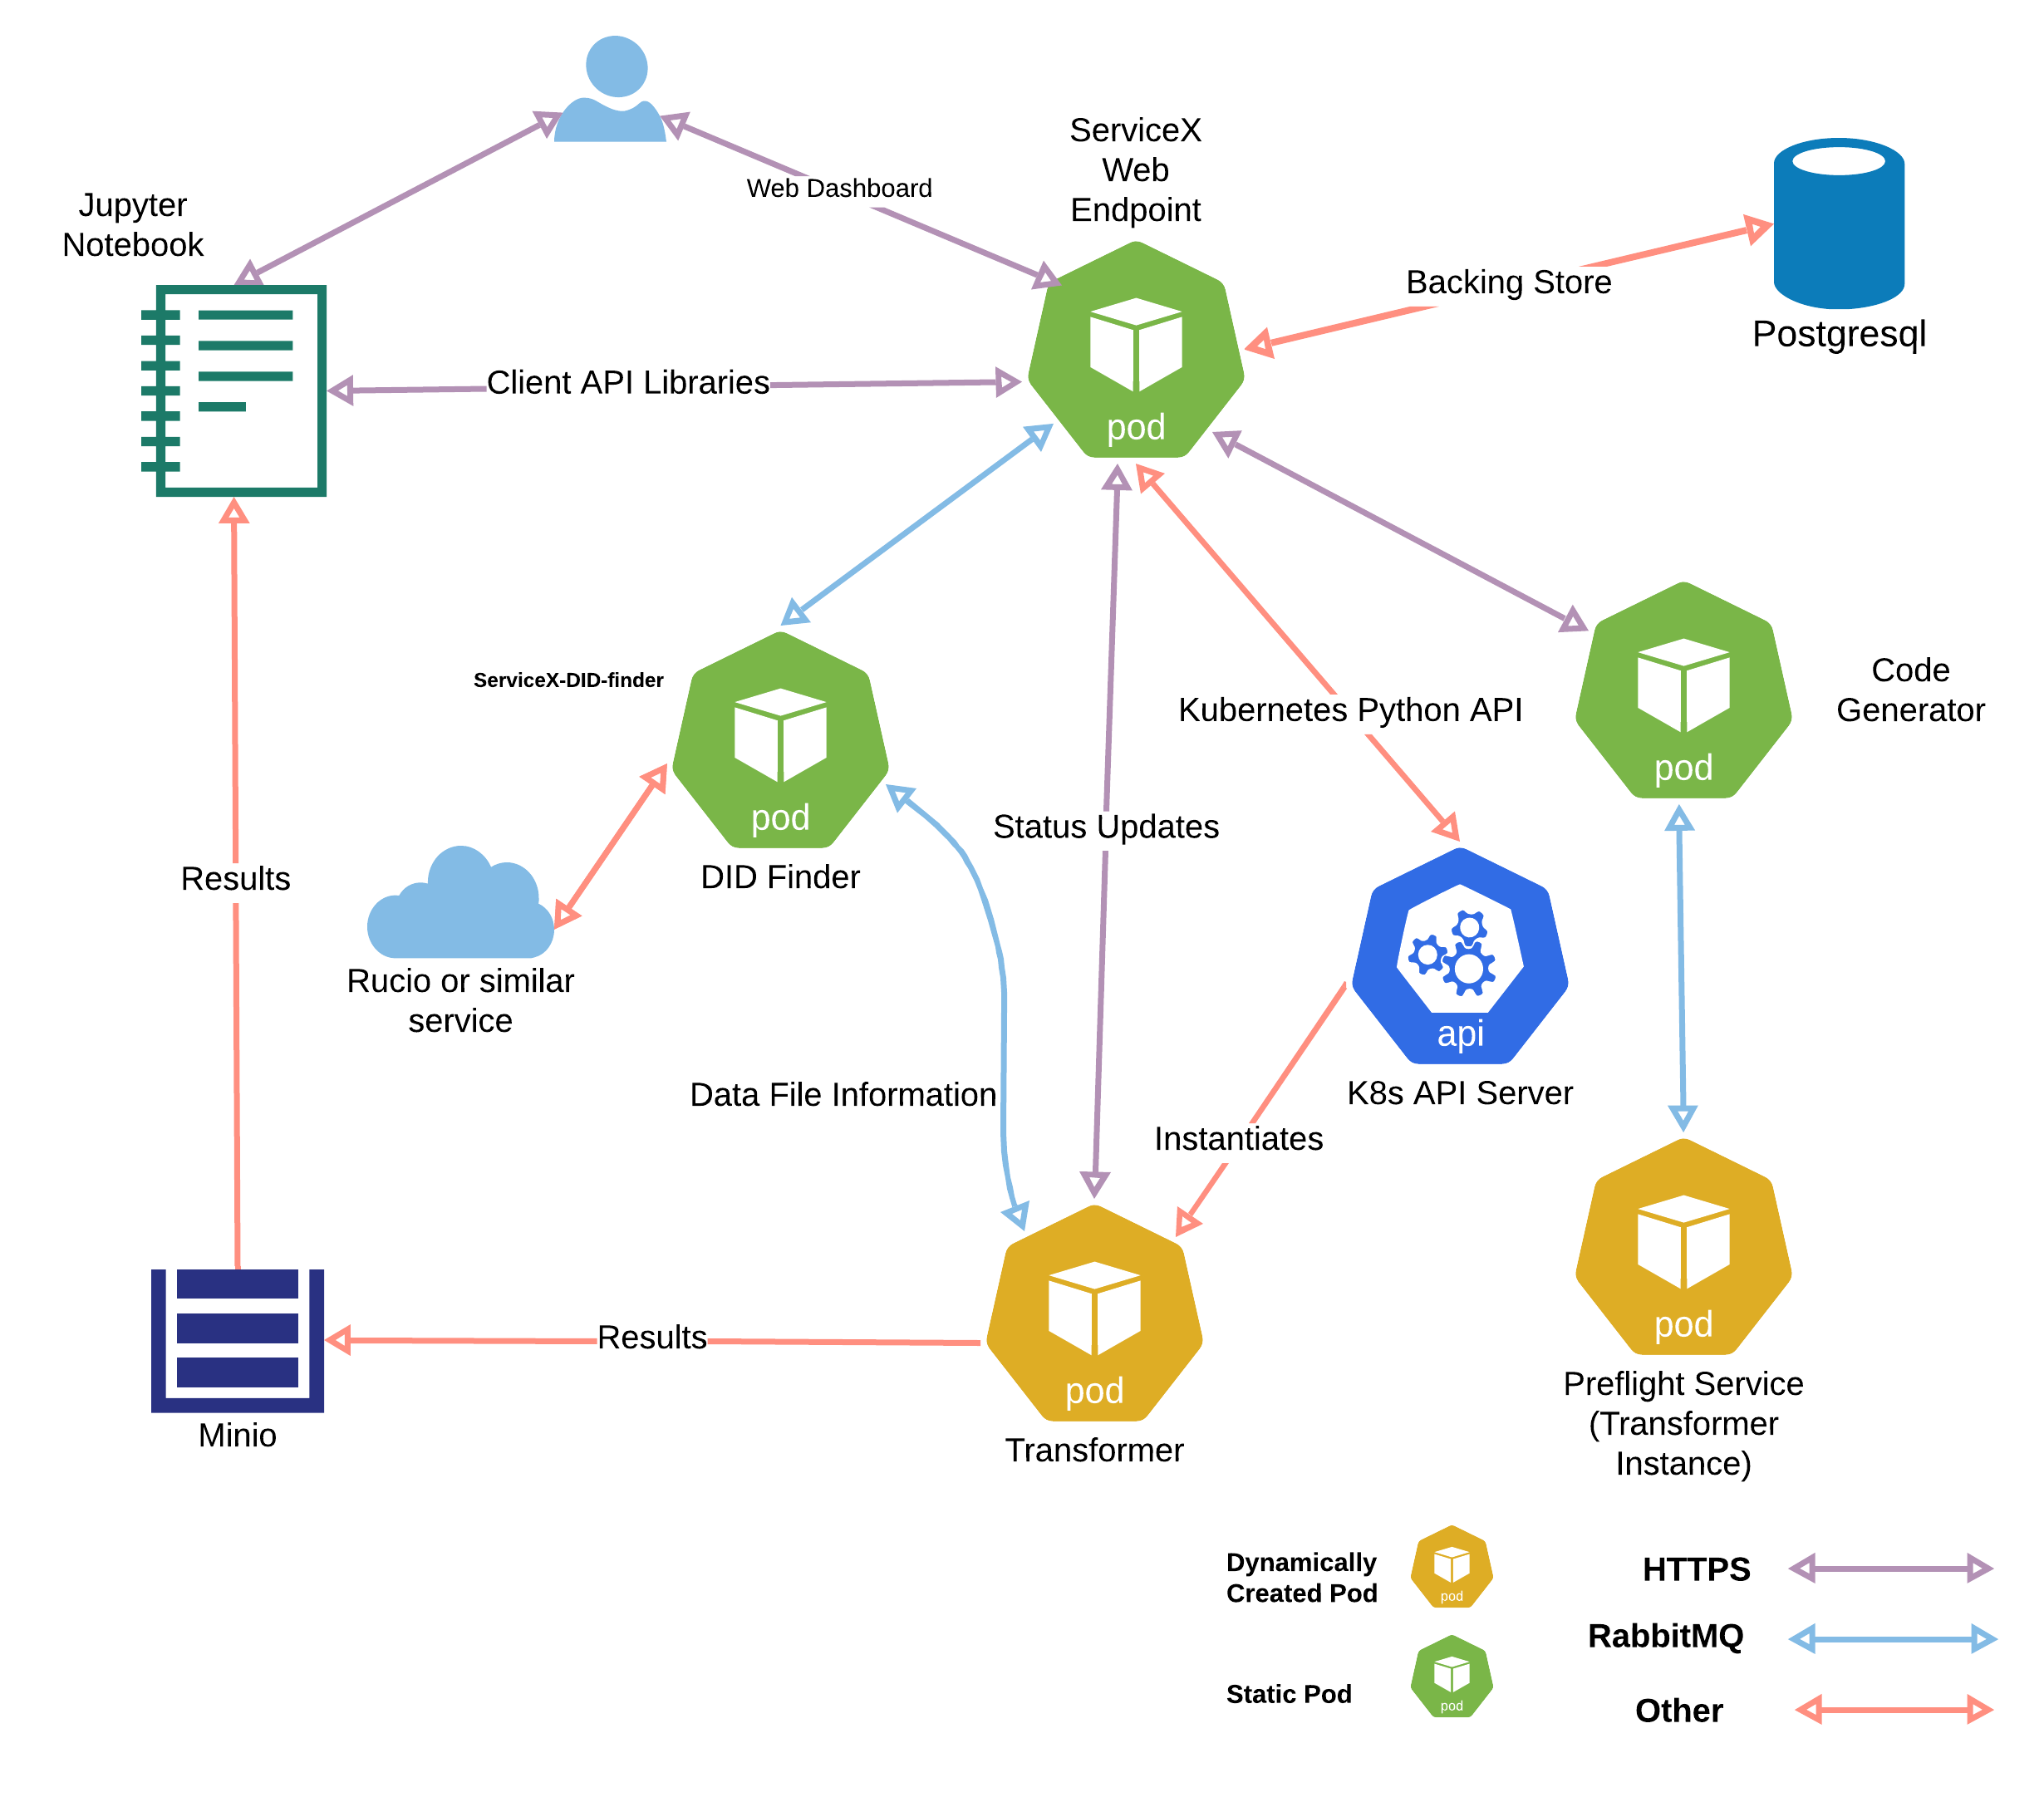 ServiceX
Web
Endpoint
Web Dashboard
Jupyter
Notebook
Backing Store
Postgresql
Client API Libraries
pod
ServiceX-DID-finder
Kubernetes Python API
Code
Generator
pod
pod
Status Updates
DID Finder
Results
Rucio or similar
service
api
K8s API Server
Data File Information
Instantiates
pod
Results
pod
Preflight Service
(Transformer
Instance)
Minio
Transformer
Dynamically
Created Pod
pod
HTTPS
RabbitMQ
Static Pod
pod
Other